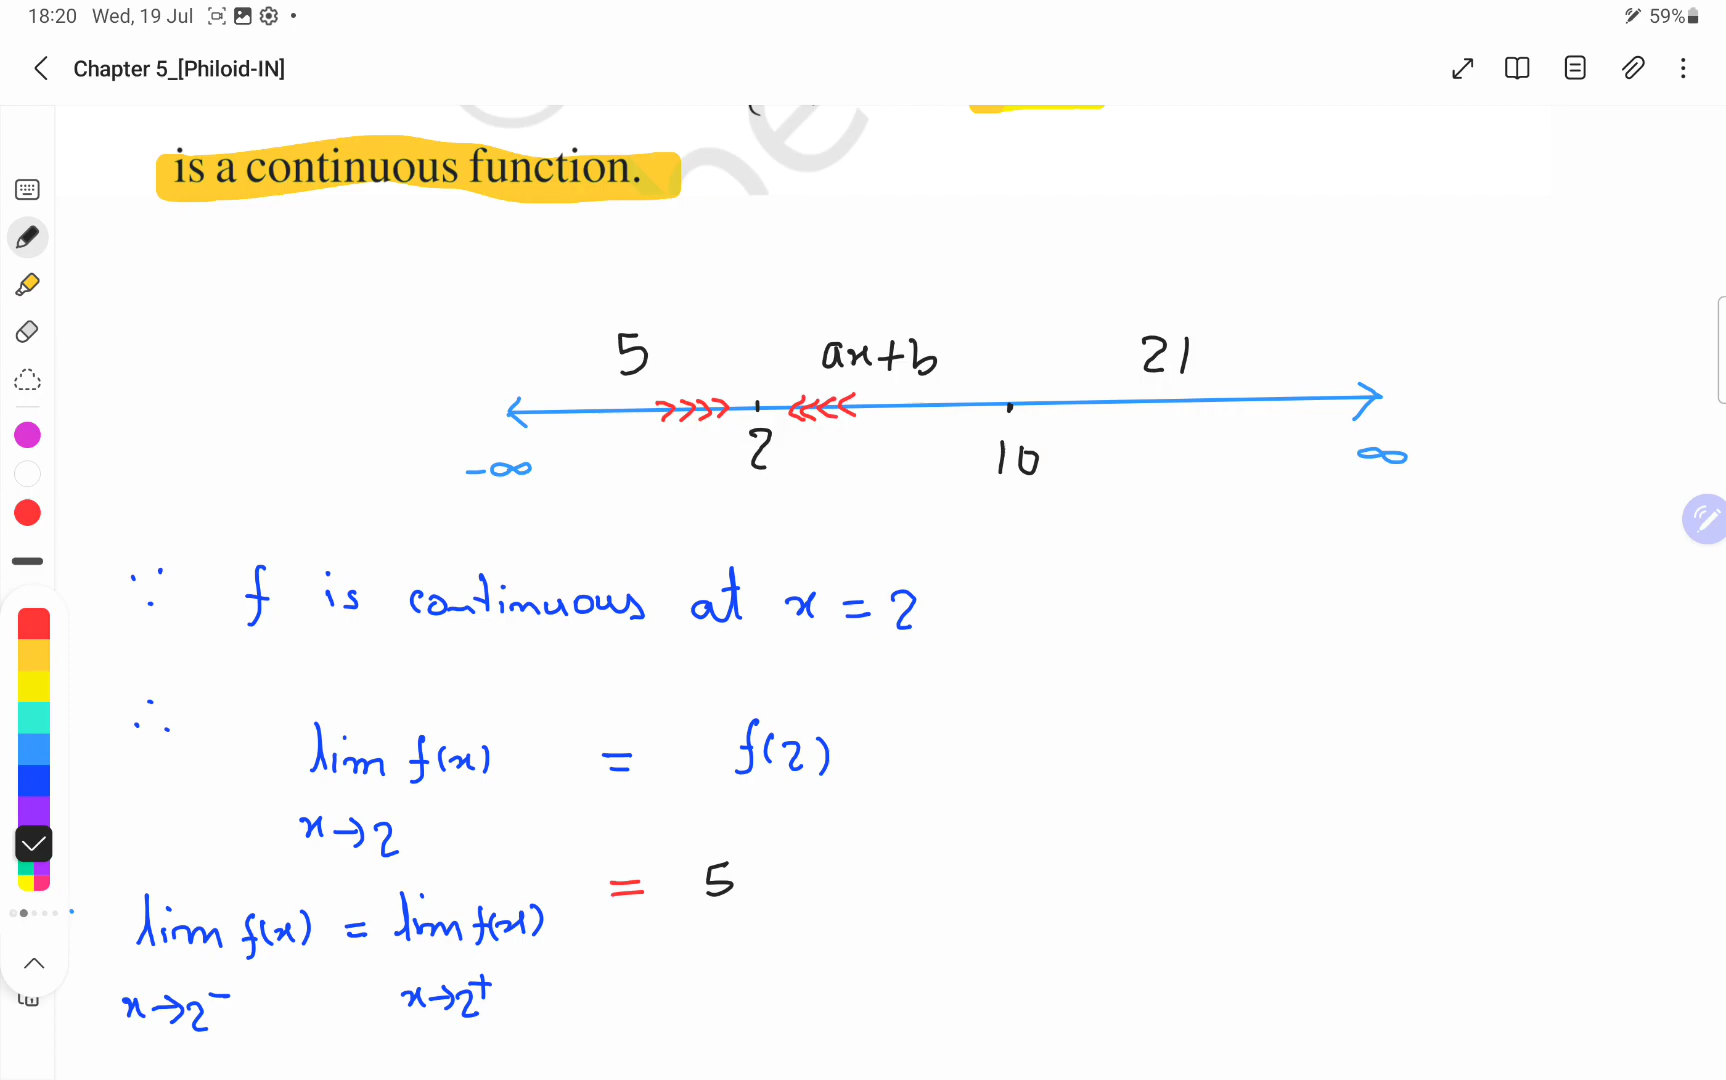 18:20 Wed, 19 Jul 59%
Chapter 5_[Philoid-IN]
is a continuous function.
5 ax+b 21
2 10
-∞ ∞
∵ f is continuous at x = 2
∴
lim f(x) = f(2)
x→2
= 5
lim f(x) = lim f(x)
x→2⁻ x→2⁺